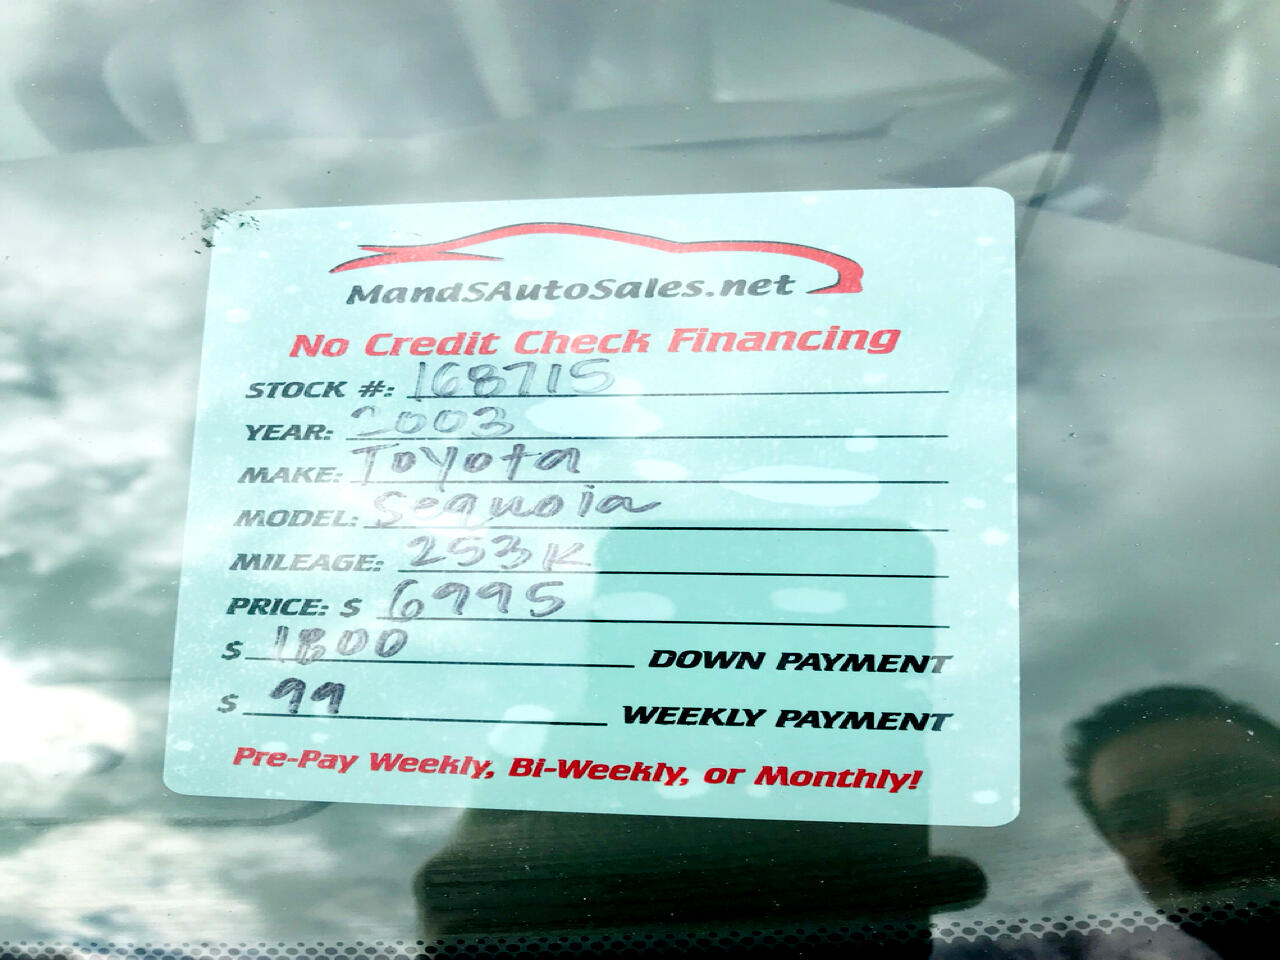 MandSAutoSales.net
No Credit Check Financing
STOCK #: 168715
YEAR: 2003
MAKE: Toyota
MODEL: Sequoia
MILEAGE: 253K
PRICE: $ 6995
$ 1800 DOWN PAYMENT
$ 99 WEEKLY PAYMENT
Pre-Pay Weekly, Bi-Weekly, or Monthly!